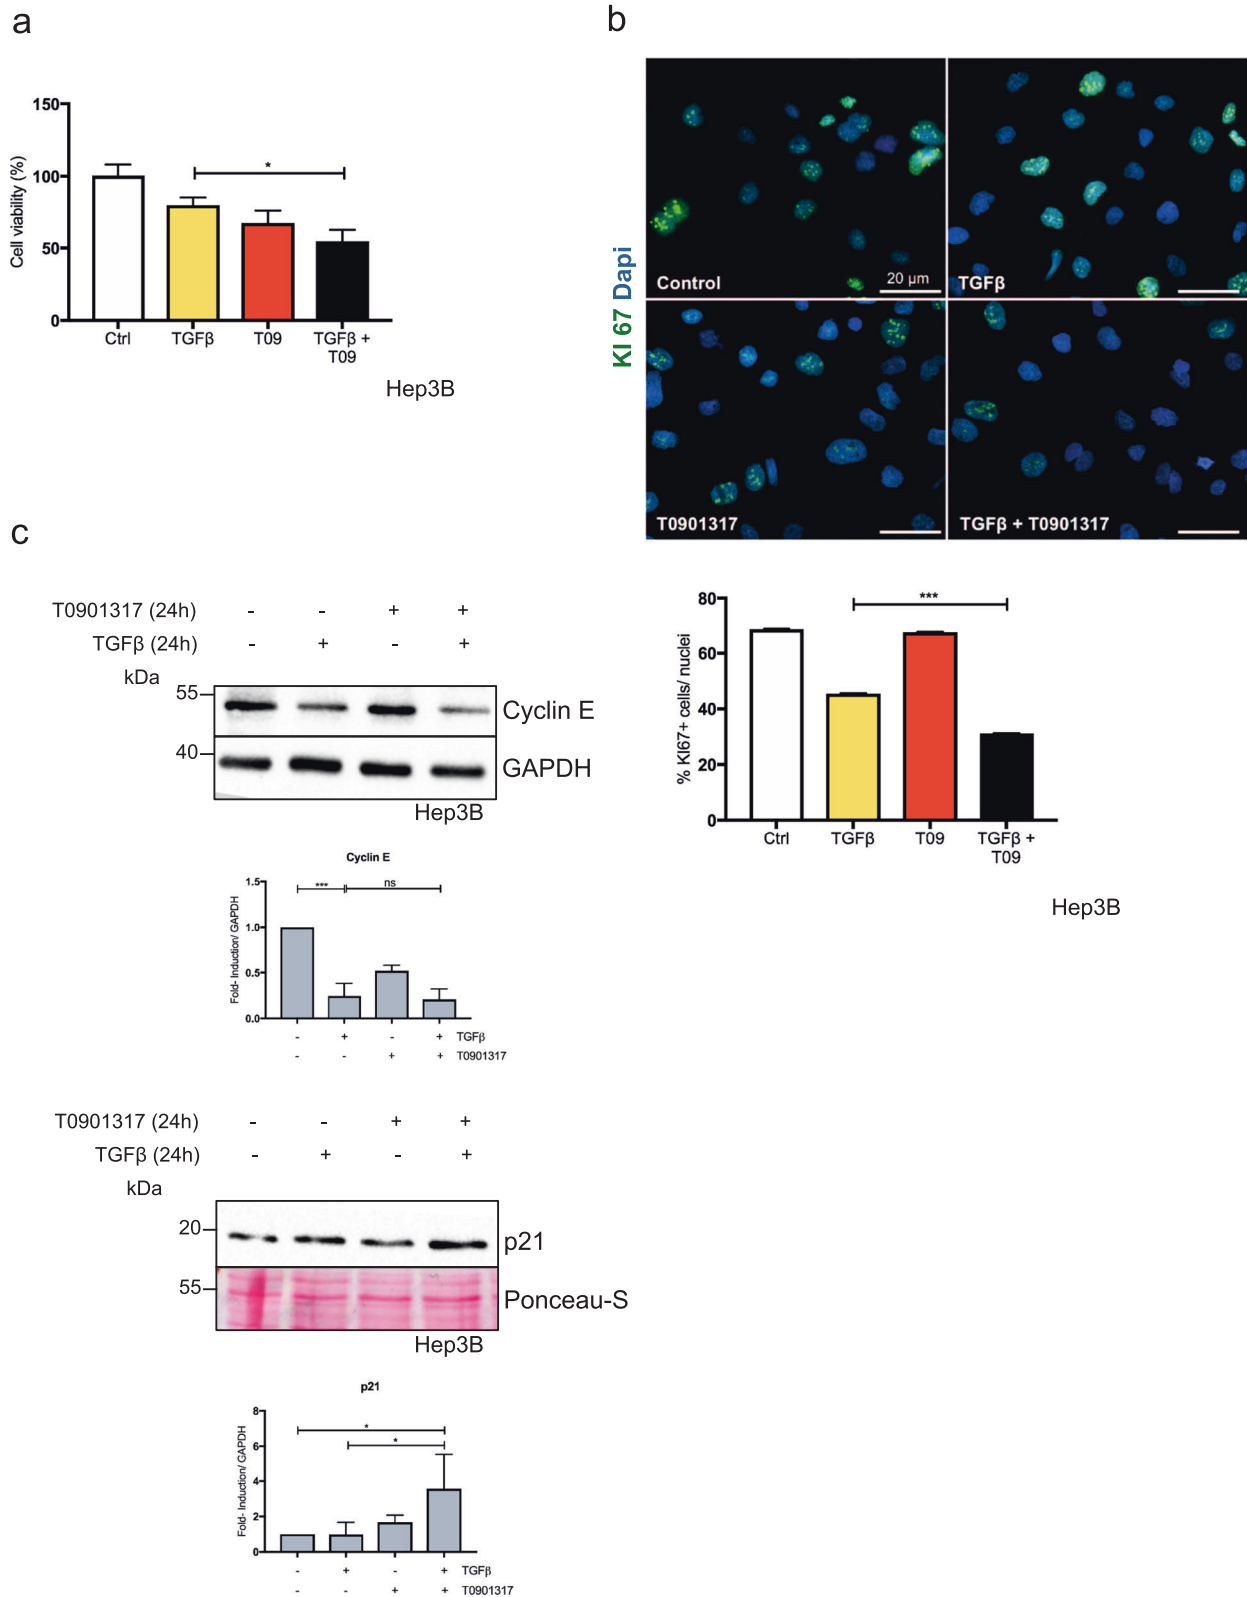 a
150
100
50
0
Cell viability (%)
*
Ctrl
TGFβ
T09
TGFβ +
T09
Hep3B
b
KI 67 Dapi
Control
20 μm
TGFβ
T0901317
TGFβ + T0901317
80
60
40
20
0
% KI67+ cells/ nuclei
***
Ctrl
TGFβ
T09
TGFβ +
T09
Hep3B
c
T0901317 (24h) - - + +
TGFβ (24h) - + - +
kDa
55
Cyclin E
40
GAPDH
Hep3B
Cyclin E
1.5
1.0
0.5
0.0
Fold- Induction/ GAPDH
***
ns
- + - + TGFβ
- - + + T0901317
T0901317 (24h) - - + +
TGFβ (24h) - + - +
kDa
20
p21
55
Ponceau-S
Hep3B
p21
8
6
4
2
0
Fold- Induction/ GAPDH
*
*
- + - + TGFβ
- - + + T0901317